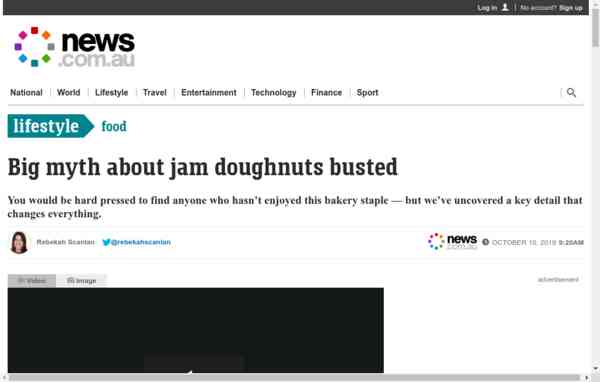 Log in No account? Sign up
news
.com.au
National World Lifestyle Travel Entertainment Technology Finance Sport
lifestyle food
Big myth about jam doughnuts busted
You would be hard pressed to find anyone who hasn't enjoyed this bakery staple — but we've uncovered a key detail that
changes everything.
Rebekah Scanlan @rebekahscanlan news .com.au OCTOBER 10, 2019 9:20AM
Video Image advertisement